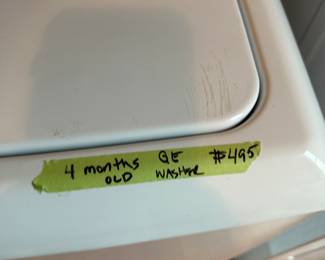 4 months GE $495
OLD WASHER